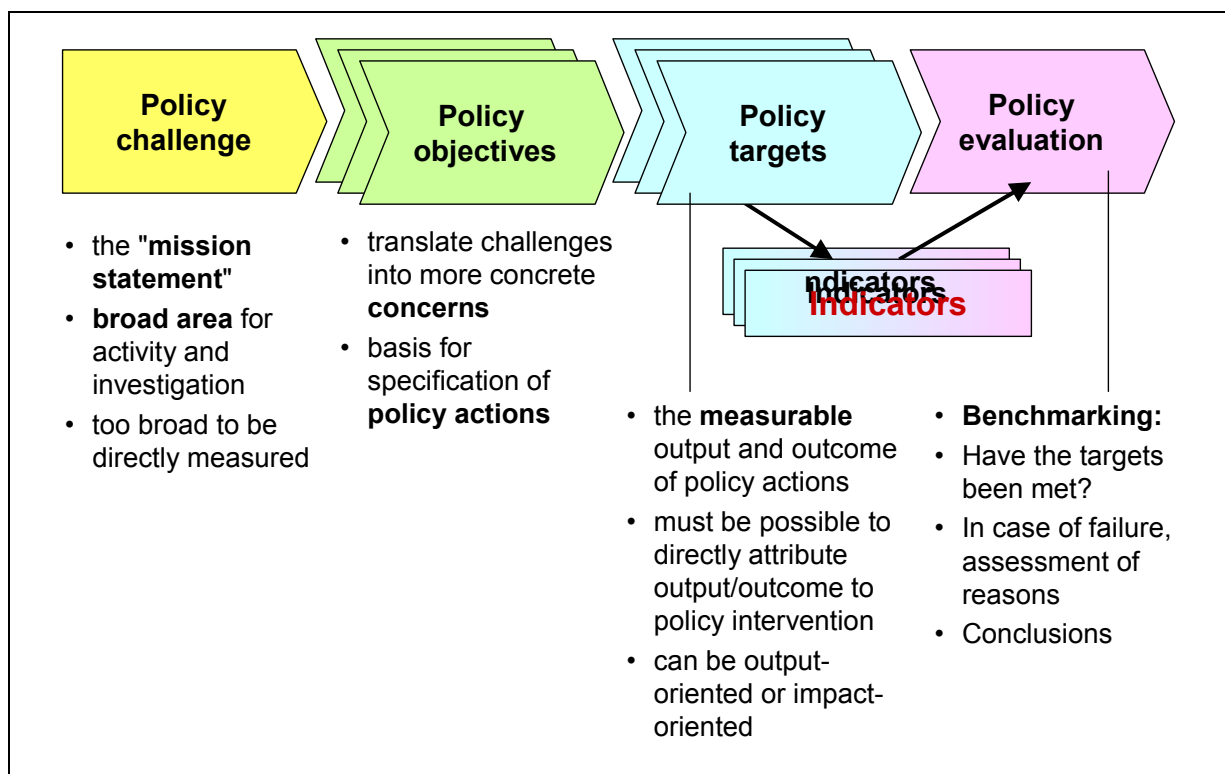 Policy
challenge
Policy
objectives
Policy
targets
Policy
evaluation
• the "mission
statement"
• broad area for
activity and
investigation
• too broad to be
directly measured
• translate challenges
into more concrete
concerns
• basis for
specification of
policy actions
ndicators
Indicators
Indicators
• the measurable
output and outcome
of policy actions
• must be possible to
directly attribute
output/outcome to
policy intervention
• can be output-
oriented or impact-
oriented
• Benchmarking:
• Have the targets
been met?
• In case of failure,
assessment of
reasons
• Conclusions